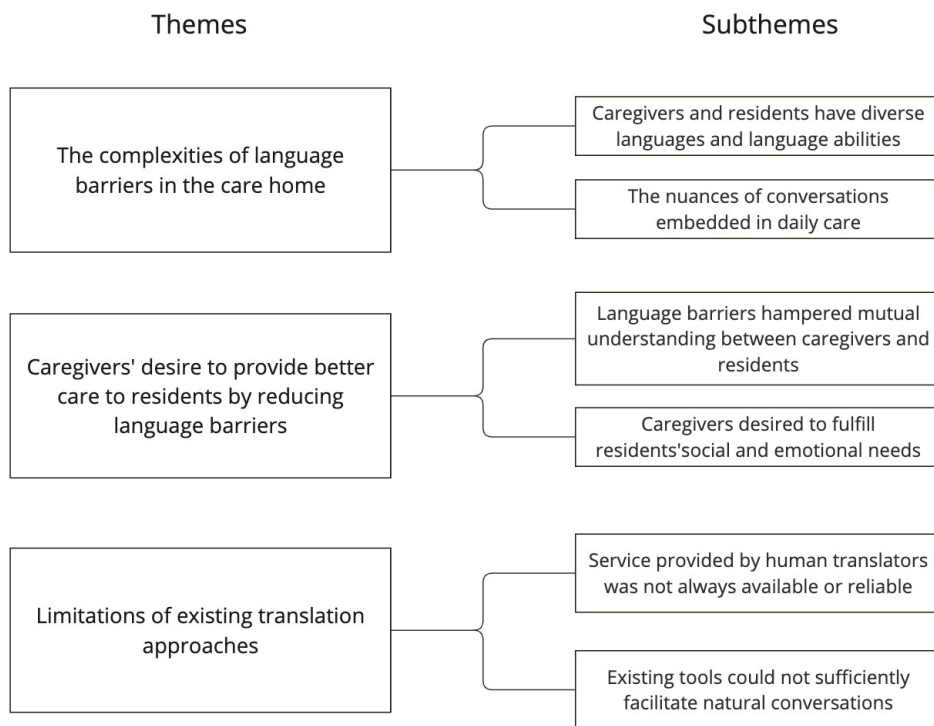 Themes
Subthemes
The complexities of language
barriers in the care home
Caregivers and residents have diverse
languages and language abilities
The nuances of conversations
embedded in daily care
Caregivers' desire to provide better
care to residents by reducing
language barriers
Language barriers hampered mutual
understanding between caregivers and
residents
Caregivers desired to fulfill
residents'social and emotional needs
Limitations of existing translation
approaches
Service provided by human translators
was not always available or reliable
Existing tools could not sufficiently
facilitate natural conversations